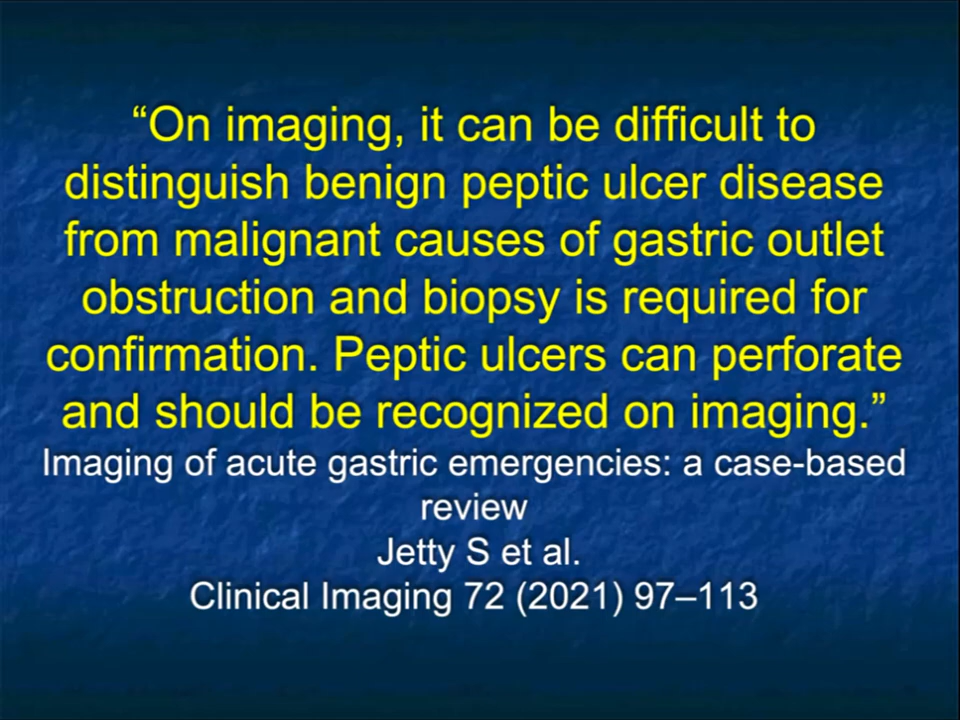 “On imaging, it can be difficult to
distinguish benign peptic ulcer disease
from malignant causes of gastric outlet
obstruction and biopsy is required for
confirmation. Peptic ulcers can perforate
and should be recognized on imaging.”
Imaging of acute gastric emergencies: a case-based
review
Jetty S et al.
Clinical Imaging 72 (2021) 97–113